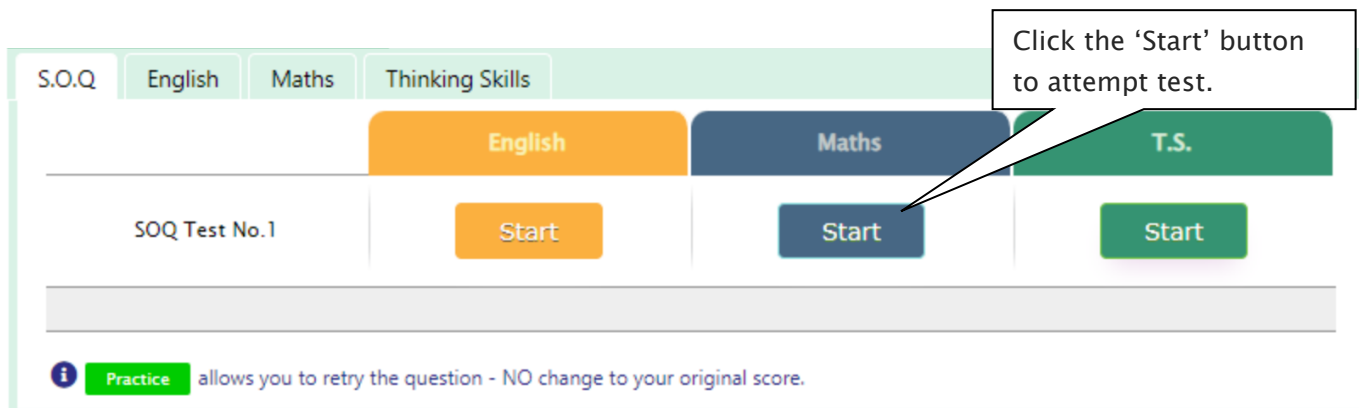 Click the ‘Start’ button
to attempt test.
S.O.Q English Maths Thinking Skills
English Maths T.S.
SOQ Test No.1 Start Start Start
Practice allows you to retry the question - NO change to your original score.